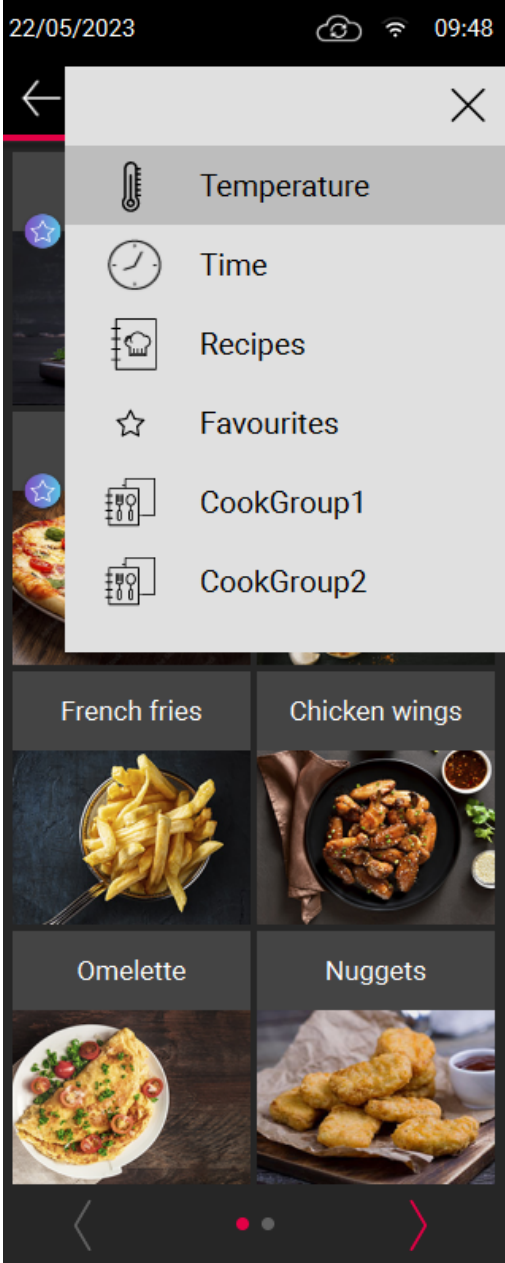 22/05/2023 09:48
Temperature
Time
Recipes
Favourites
CookGroup1
CookGroup2
French fries Chicken wings
Omelette Nuggets